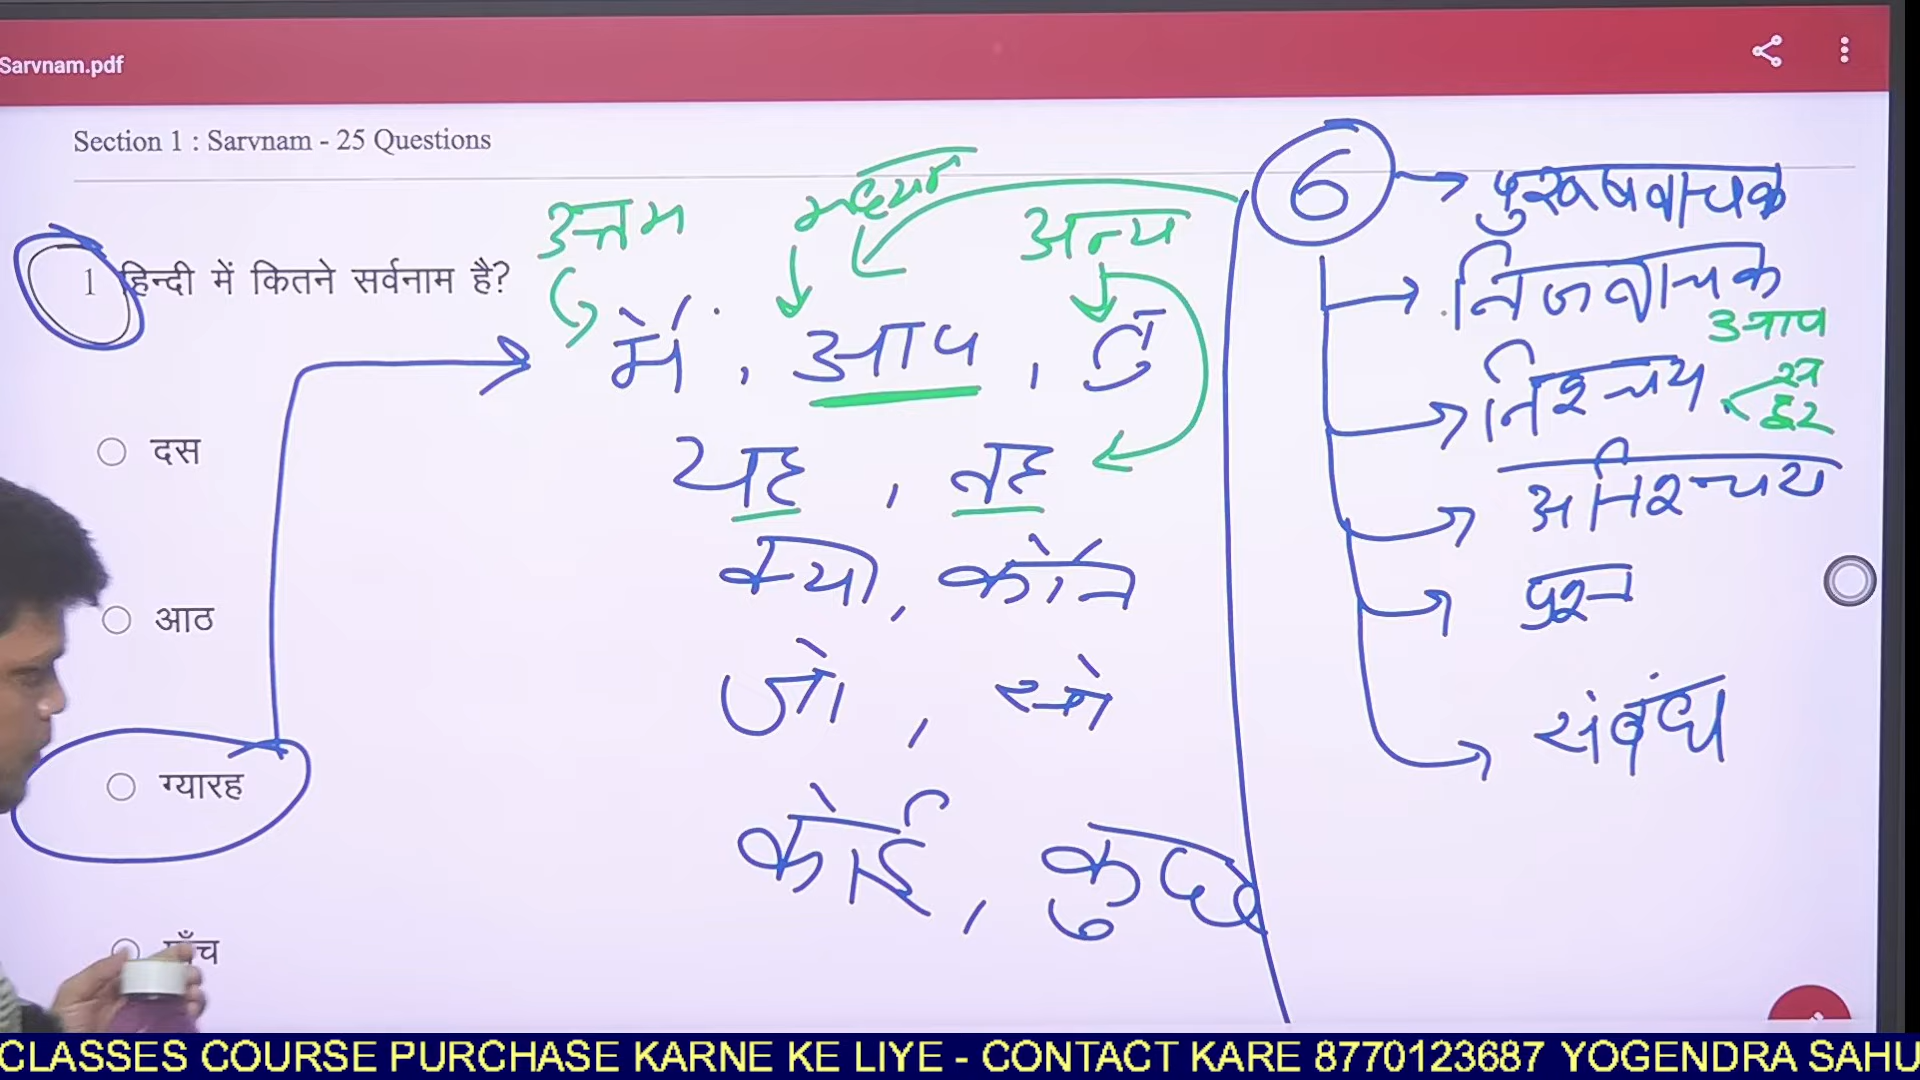 Sarvnam.pdf
Section 1 : Sarvnam - 25 Questions
1 हिन्दी में कितने सर्वनाम है?
दस
आठ
ग्यारह
पाँच
उत्तम मध्यम अन्य
मैं , आप , तु
यह , वह
क्या , कौन
जो , सो
कोई , कुछ
6
पुरूषवाचक
निजवाचक
आप
निश्चय
अनिश्चय
प्रश्न
संबंध
CLASSES COURSE PURCHASE KARNE KE LIYE - CONTACT KARE 8770123687 YOGENDRA SAHU